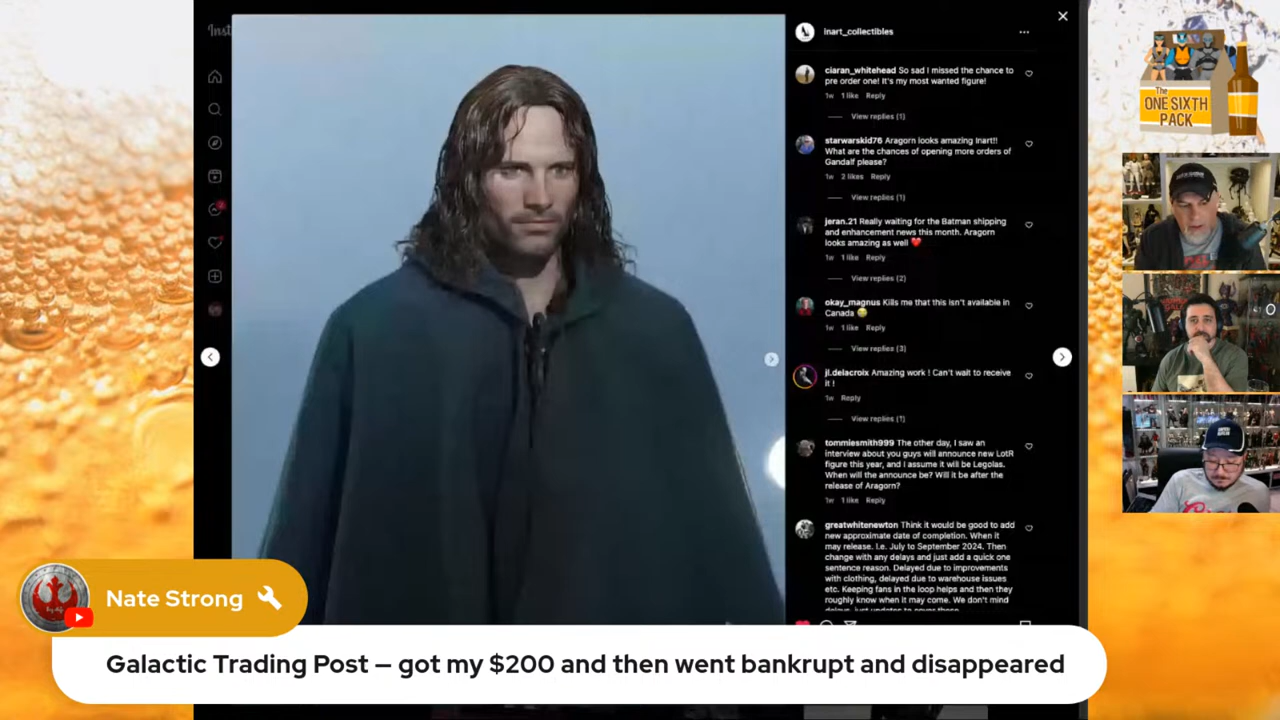 Inst
inart_collectibles
ciaran_whitehead So sad I missed the chance to
pre order one! It's my most wanted figure!
1w 1 like Reply
View replies (1)
starwarskid76 Aragorn looks amazing Inart!!
What are the chances of opening more orders of
Gandalf please?
1w 2 likes Reply
View replies (1)
jeran.21 Really waiting for the Batman shipping
and enhancement news this month. Aragorn
looks amazing as well ❤️
1w 1 like Reply
View replies (2)
okay_magnus Kills me that this isn't available in
Canada 😢
1w 1 like Reply
View replies (3)
jl.delacroix Amazing work ! Can't wait to receive
it !
1w Reply
View replies (1)
tommiesmith999 The other day, I saw an
interview about you guys will announce new LotR
figure this year, and I assume it will be Legolas.
When will the announce be? Will it be after the
release of Aragorn?
1w 1 like Reply
greatwhitenewton Think it would be good to add
new approximate date of completion. When it
may release. I.e. July to September 2024. Then
change with any delays and just add a quick one
sentence reason. Delayed due to improvements
with clothing, delayed due to warehouse issues
etc. Keeping fans in the loop helps and then they
roughly know when it may come. We don't mind
The
ONE SIXTH
PACK
Nate Strong
Galactic Trading Post – got my $200 and then went bankrupt and disappeared